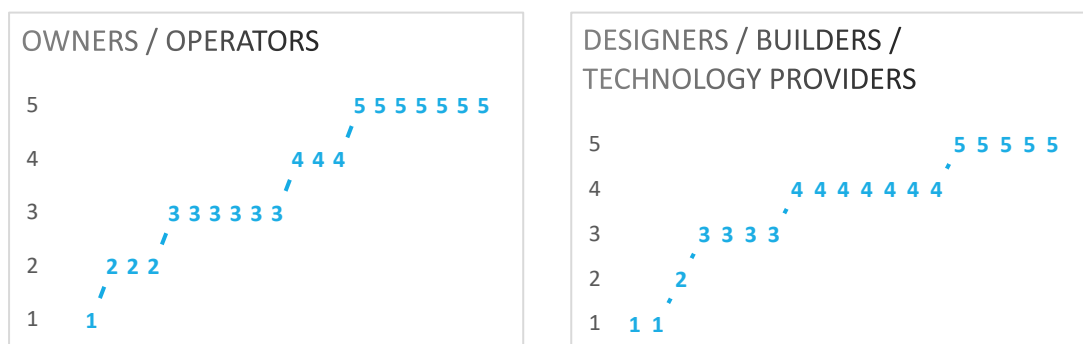 OWNERS / OPERATORS
5 5 5 5 5 5 5 5
4 4 4 4
3 3 3 3 3 3 3
2 2 2 2
1 1
DESIGNERS / BUILDERS /
TECHNOLOGY PROVIDERS
5 5 5 5 5 5
4 4 4 4 4 4 4 4
3 3 3 3 3
2 2
1 1 1